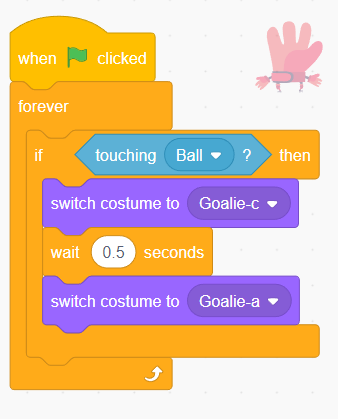 when clicked
forever
if touching Ball ? then
switch costume to Goalie-c
wait 0.5 seconds
switch costume to Goalie-a